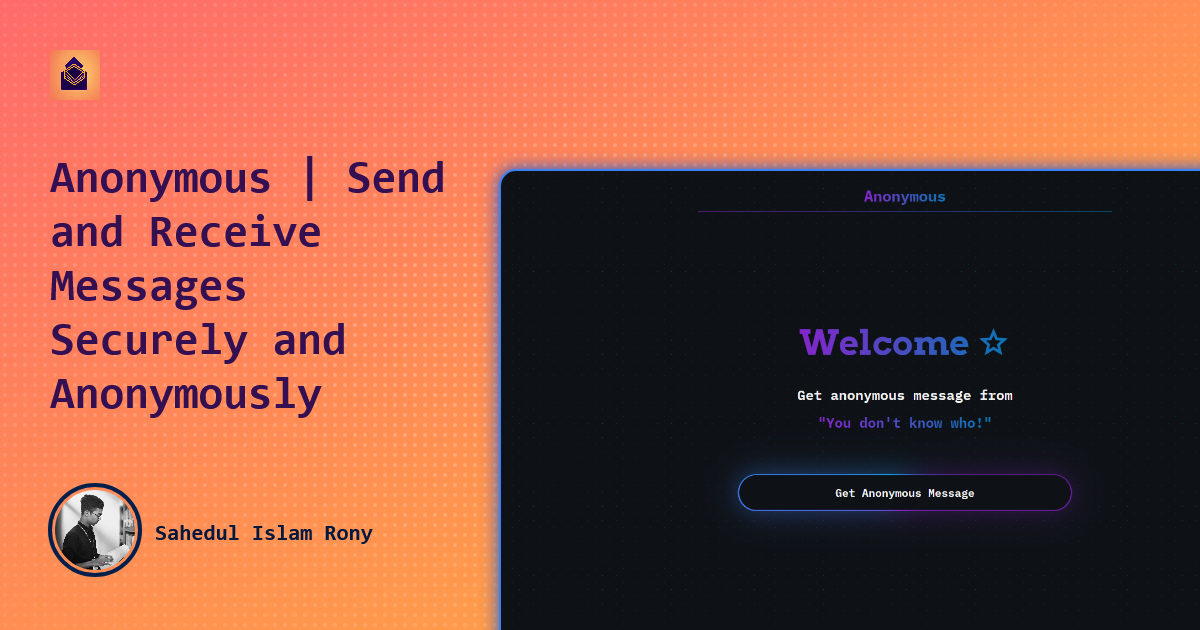 Anonymous | Send
and Receive
Messages
Securely and
Anonymously
Sahedul Islam Rony
Anonymous
Welcome ☆
Get anonymous message from
"You don't know who!"
Get Anonymous Message